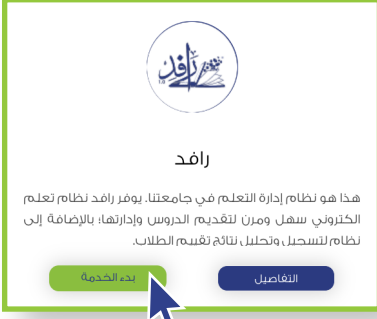 رافد
رافد
هذا هو نظام إدارة التعلم في جامعتنا. يوفر رافد نظام تعلم
الكتروني سهل ومرن لتقديم الدروس وإدارتها؛ بالإضافة إلى
نظام لتسجيل وتحليل نتائج تقييم الطلاب.
التفاصيل
بدء الخدمة